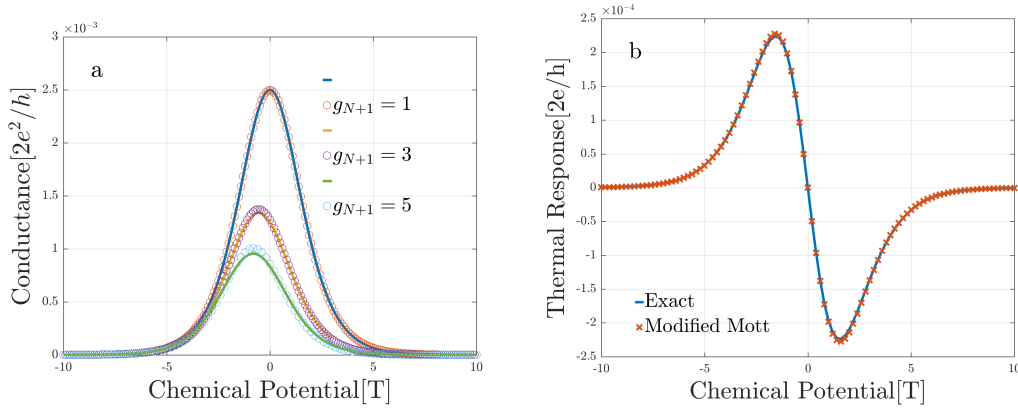 ×10⁻³
3
2.5
2
1.5
1
0.5
0
-10
-5
0
5
10
Conductance[2e²/h]
Chemical Potential[T]
a
g_{N+1} = 1
g_{N+1} = 3
g_{N+1} = 5
×10⁻⁴
2.5
2
1.5
1
0.5
0
-0.5
-1
-1.5
-2
-2.5
-10
-5
0
5
10
Thermal Response[2e/h]
Chemical Potential[T]
b
Exact
Modified Mott